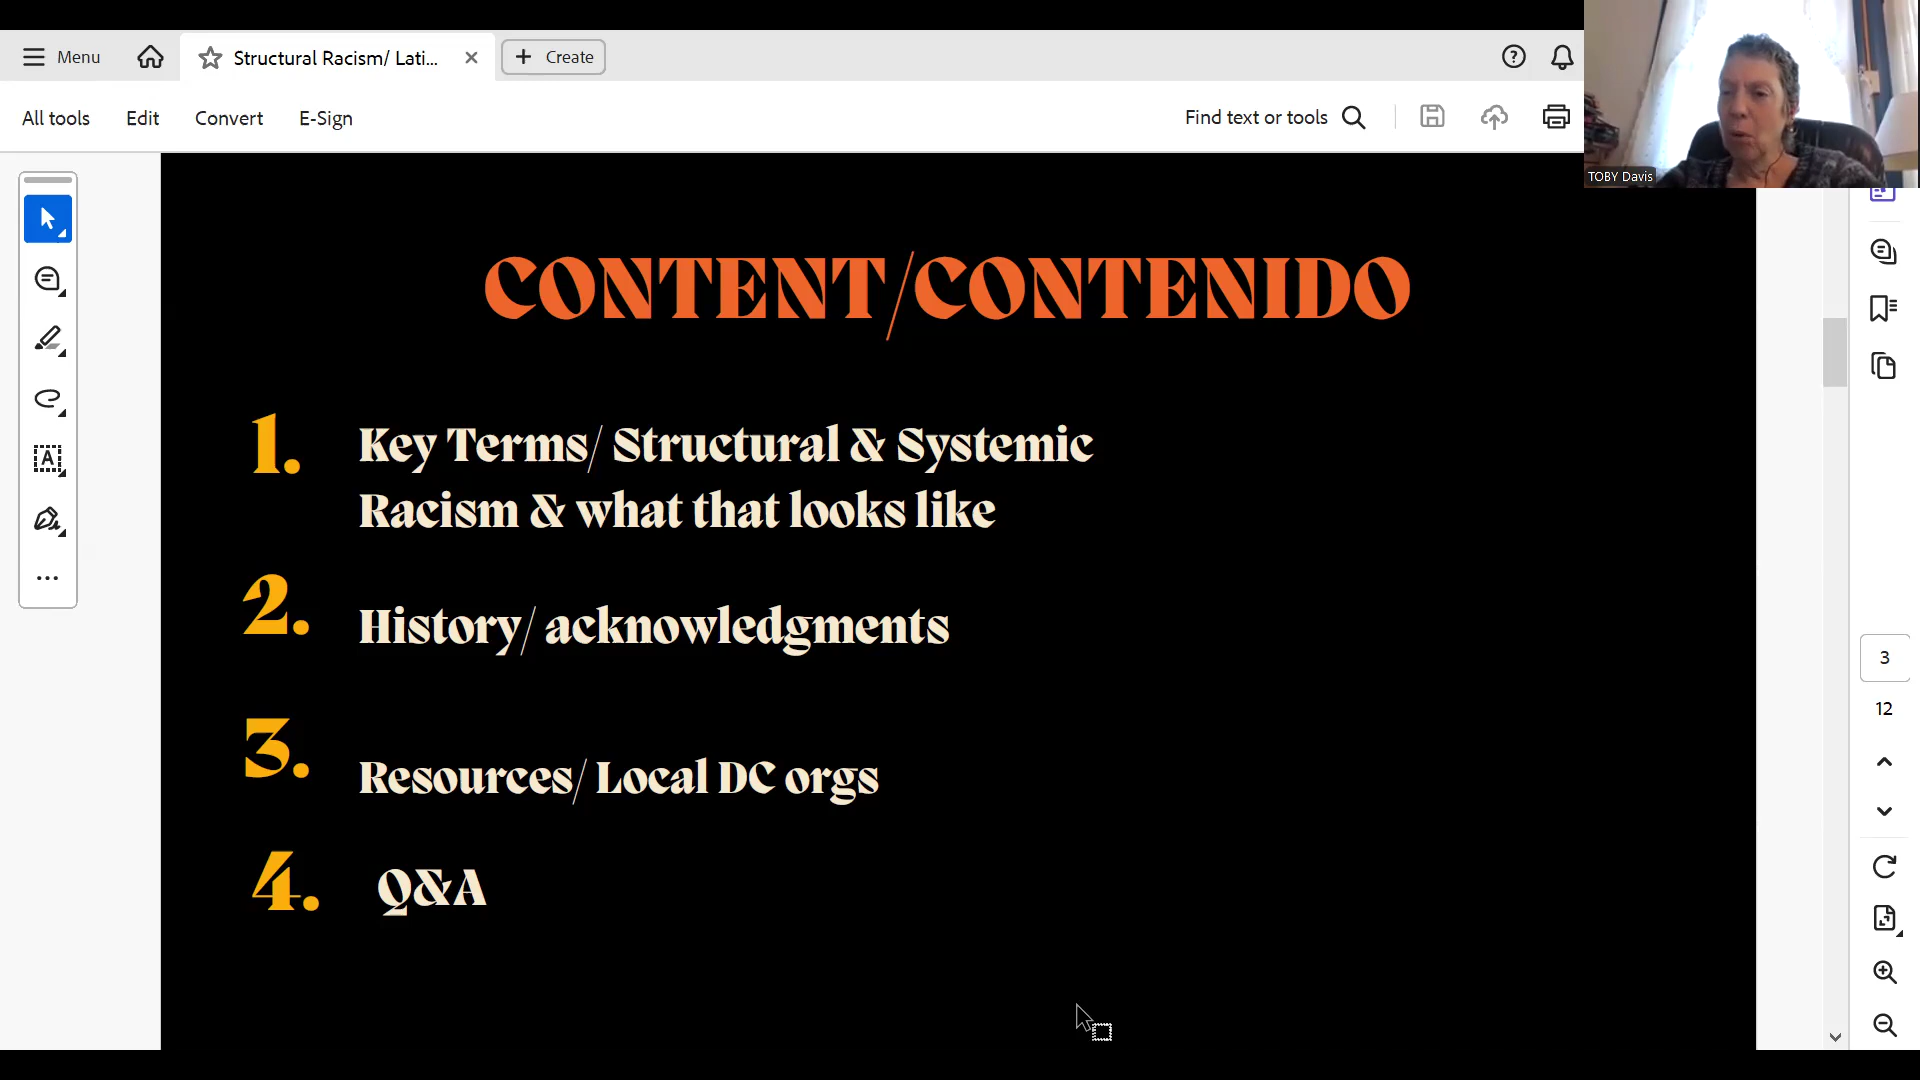 Menu
Structural Racism/ Lati...
Create
All tools
Edit
Convert
E-Sign
Find text or tools
TOBY Davis
CONTENT/CONTENIDO
1.
Key Terms/ Structural & Systemic
Racism & what that looks like
2.
History/ acknowledgments
3.
Resources/ Local DC orgs
4.
Q&A
3
12